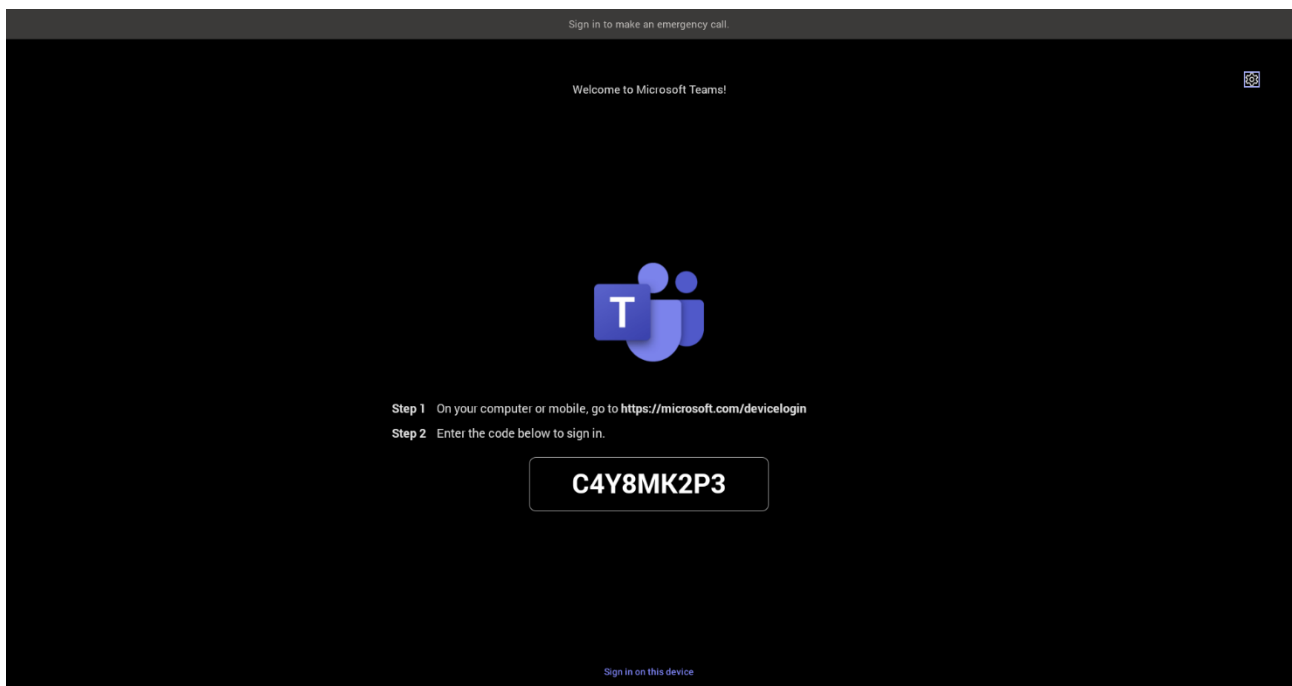 Sign in to make an emergency call.
Welcome to Microsoft Teams!
T
Step 1 On your computer or mobile, go to https://microsoft.com/devicelogin
Step 2 Enter the code below to sign in.
C4Y8MK2P3
Sign in on this device